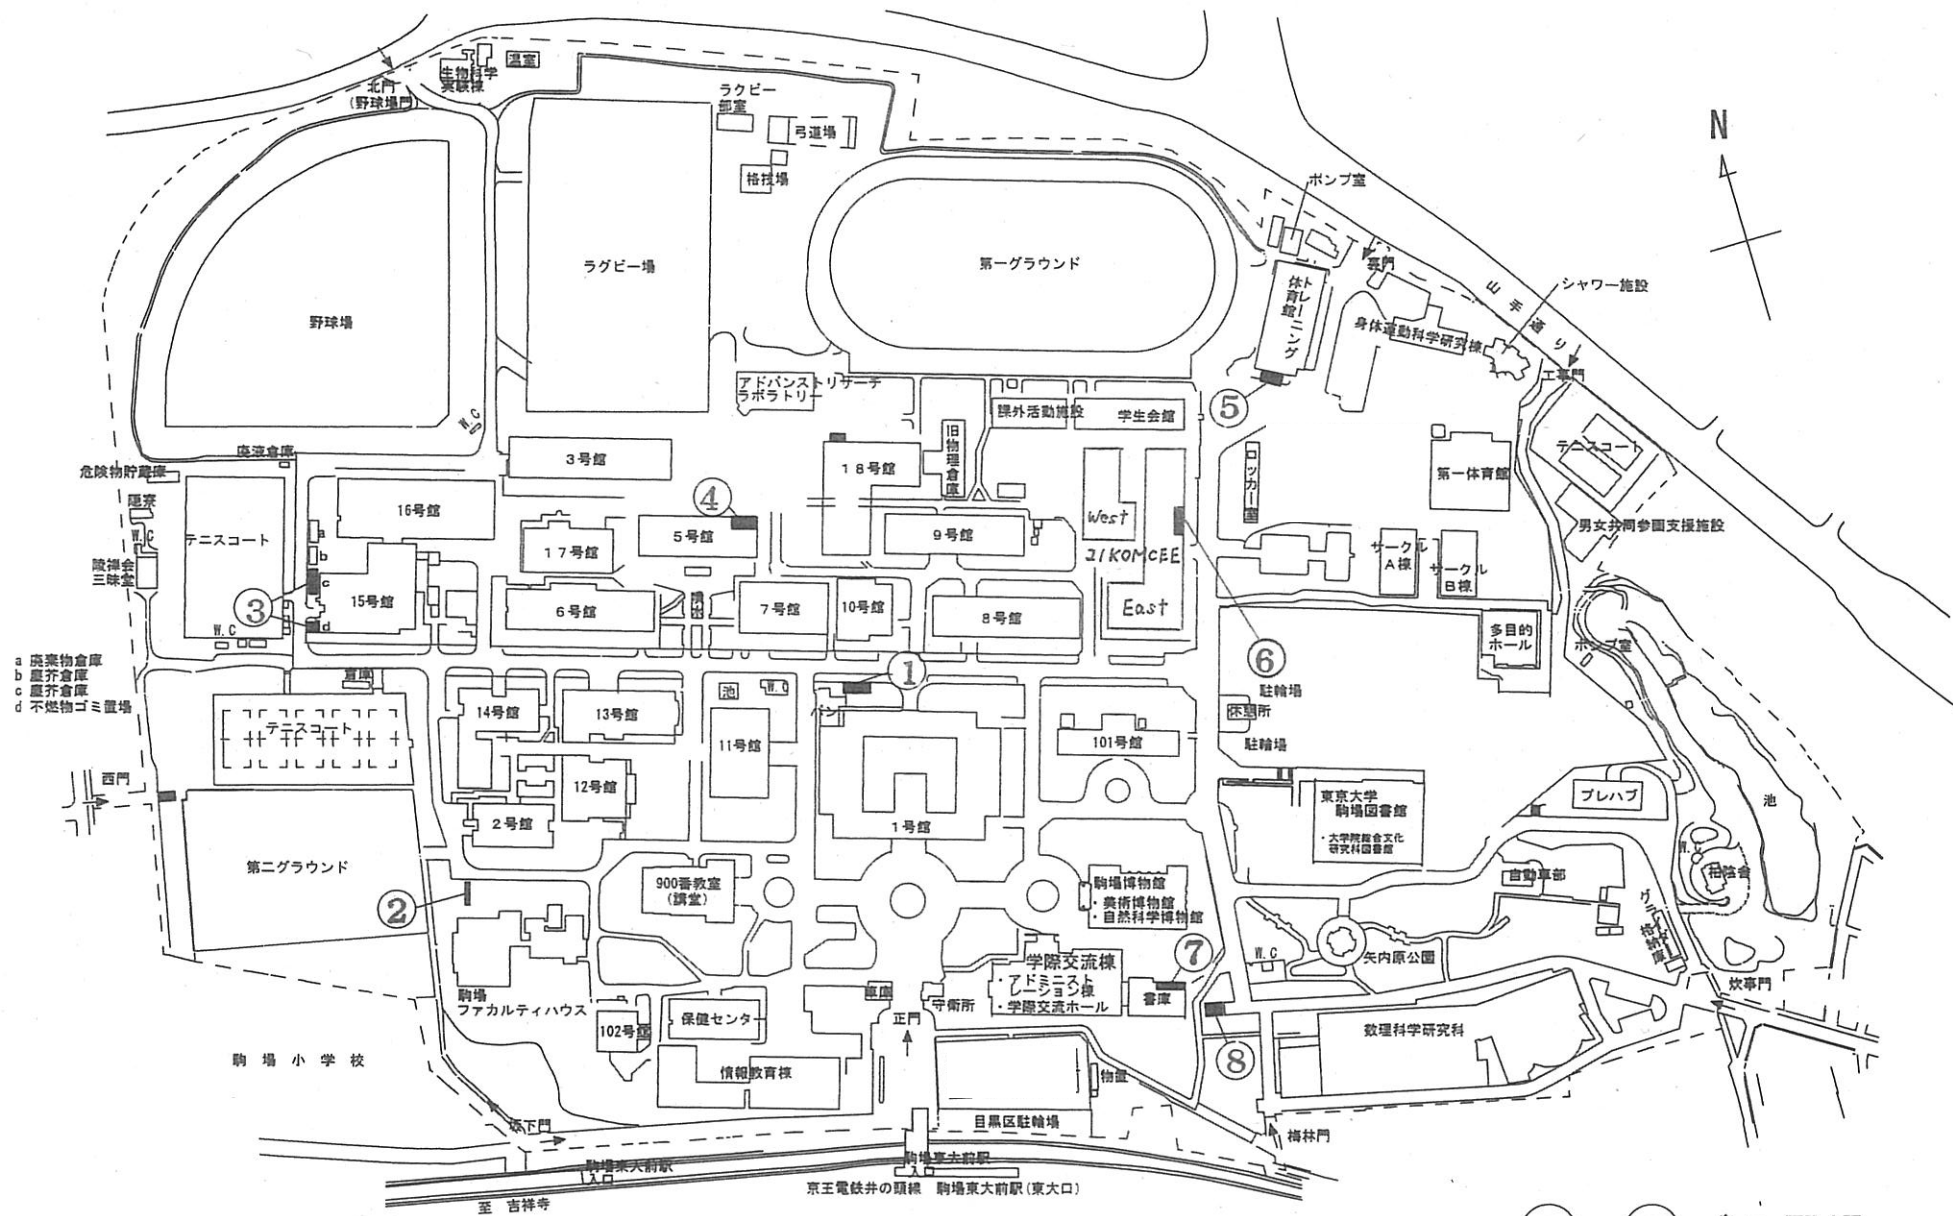 温室
生物科学
実験棟
北門
(野球場門)
ラクビー
部室
弓道場
格技場
N
ポンプ室
裏門
山手通り
シャワー施設
第一グラウンド
ラグビー場
野球場
トレーニング
体育館
身体運動科学研究棟
工事門
アドバンストリサーチ
ラボラトリー
課外活動施設
学生会館
⑤
W.C
廃液倉庫
危険物貯蔵庫
3号館
18号館
旧物理倉庫
ロッカー室
第一体育館
テニスコート
隠寮
W.C
テニスコート
16号館
④
17号館
5号館
9号館
West
21KOMCEE
East
男女共同参画支援施設
サークル
A棟
サークル
B棟
陵禅会
三昧堂
a
b
c
d
③
15号館
6号館
7号館
10号館
8号館
多目的
ホール
ポンプ室
W.C
a 廃棄物倉庫
b 塵芥倉庫
c 塵芥倉庫
d 不燃物ゴミ置場
倉庫
①
⑥
池
W.C
パン
駐輪場
休憩所
駐輪場
テニスコート
14号館
13号館
11号館
101号館
西門
12号館
2号館
1号館
東京大学
駒場図書館
・大学院総合文化
研究科図書館
プレハブ
池
W.C
柏陰舎
第二グラウンド
②
900番教室
(講堂)
駒場博物館
・美術博物館
・自然科学博物館
自動車部
グライダー
格納庫
⑦
W.C
矢内原公園
学際交流棟
・アドミニスト
レーション棟
・学際交流ホール
書庫
炊事門
駒場
ファカルティハウス
車庫
守衛所
102号館
保健センター
正門
数理科学研究科
⑧
駒場小学校
情報教育棟
物置
目黒区駐輪場
坂下門
梅林門
駒場東大前駅
入口
駒場東大前駅
入口
京王電鉄井の頭線 駒場東大前駅(東大口)
至 吉祥寺